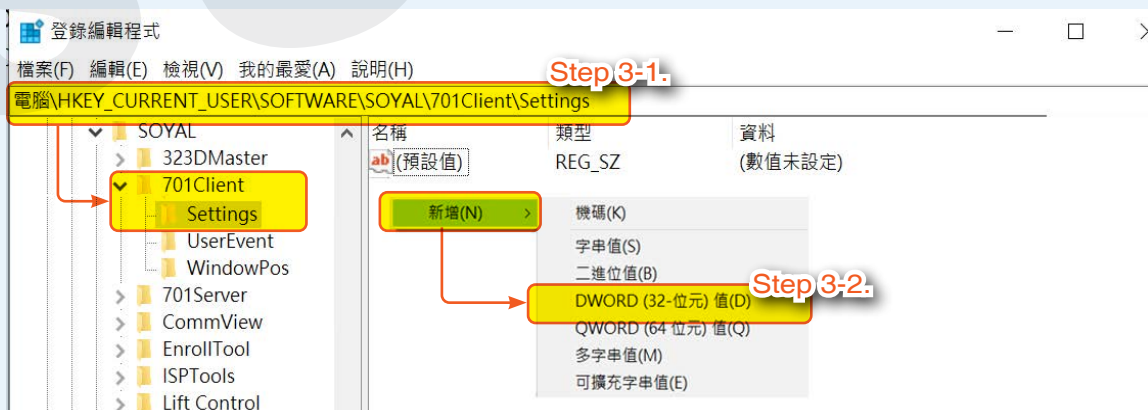 登錄編輯程式
檔案(F) 編輯(E) 檢視(V) 我的最愛(A) 說明(H)
Step 3-1.
電腦\HKEY_CURRENT_USER\SOFTWARE\SOYAL\701Client\Settings
SOYAL
323DMaster
701Client
Settings
UserEvent
WindowPos
701Server
CommView
EnrollTool
ISPTools
Lift Control
名稱 類型 資料
ab (預設值) REG_SZ (數值未設定)
新增(N)
機碼(K)
字串值(S)
二進位值(B)
Step 3-2.
DWORD (32-位元) 值(D)
QWORD (64 位元) 值(Q)
多字串值(M)
可擴充字串值(E)